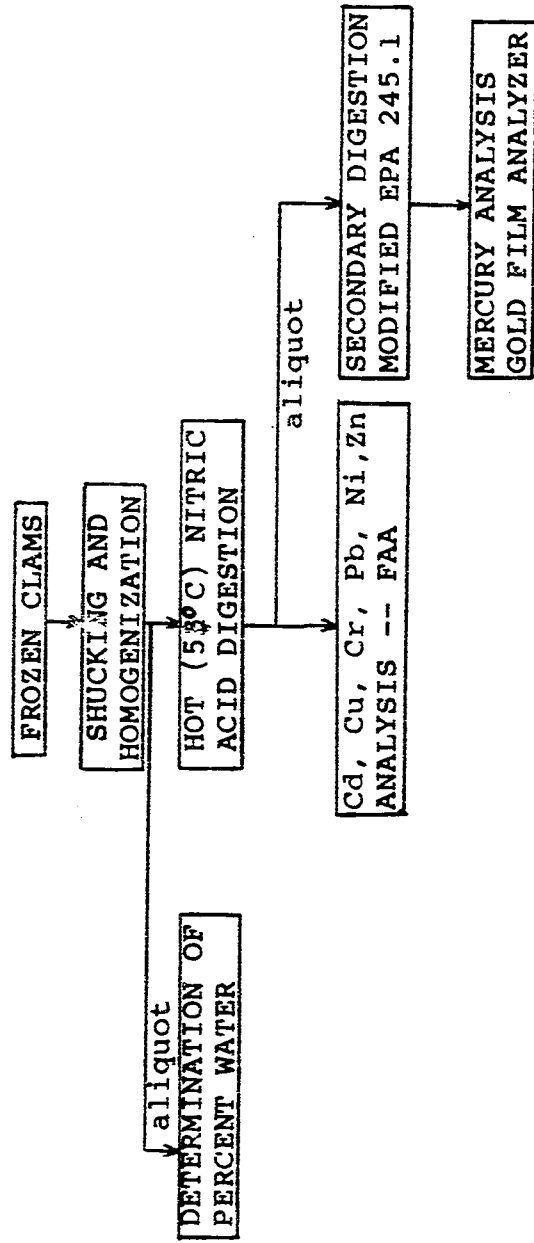 FROZEN CLAMS
SHUCKING AND
HOMOGENIZATION
aliquot
DETERMINATION OF
PERCENT WATER
HOT (58°C) NITRIC
ACID DIGESTION
aliquot
Cd, Cu, Cr, Pb, Ni,Zn
ANALYSIS -- FAA
SECONDARY DIGESTION
MODIFIED EPA 245.1
MERCURY ANALYSIS
GOLD FILM ANALYZER